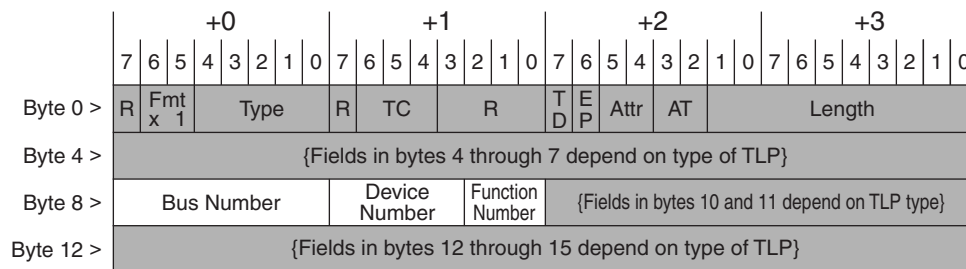 +0 +1 +2 +3
7 6 5 4 3 2 1 0 7 6 5 4 3 2 1 0 7 6 5 4 3 2 1 0 7 6 5 4 3 2 1 0
Byte 0 > R Fmt x 1 Type R TC R TD EP Attr AT Length
Byte 4 > {Fields in bytes 4 through 7 depend on type of TLP}
Byte 8 > Bus Number Device Number Function Number {Fields in bytes 10 and 11 depend on TLP type}
Byte 12 > {Fields in bytes 12 through 15 depend on type of TLP}